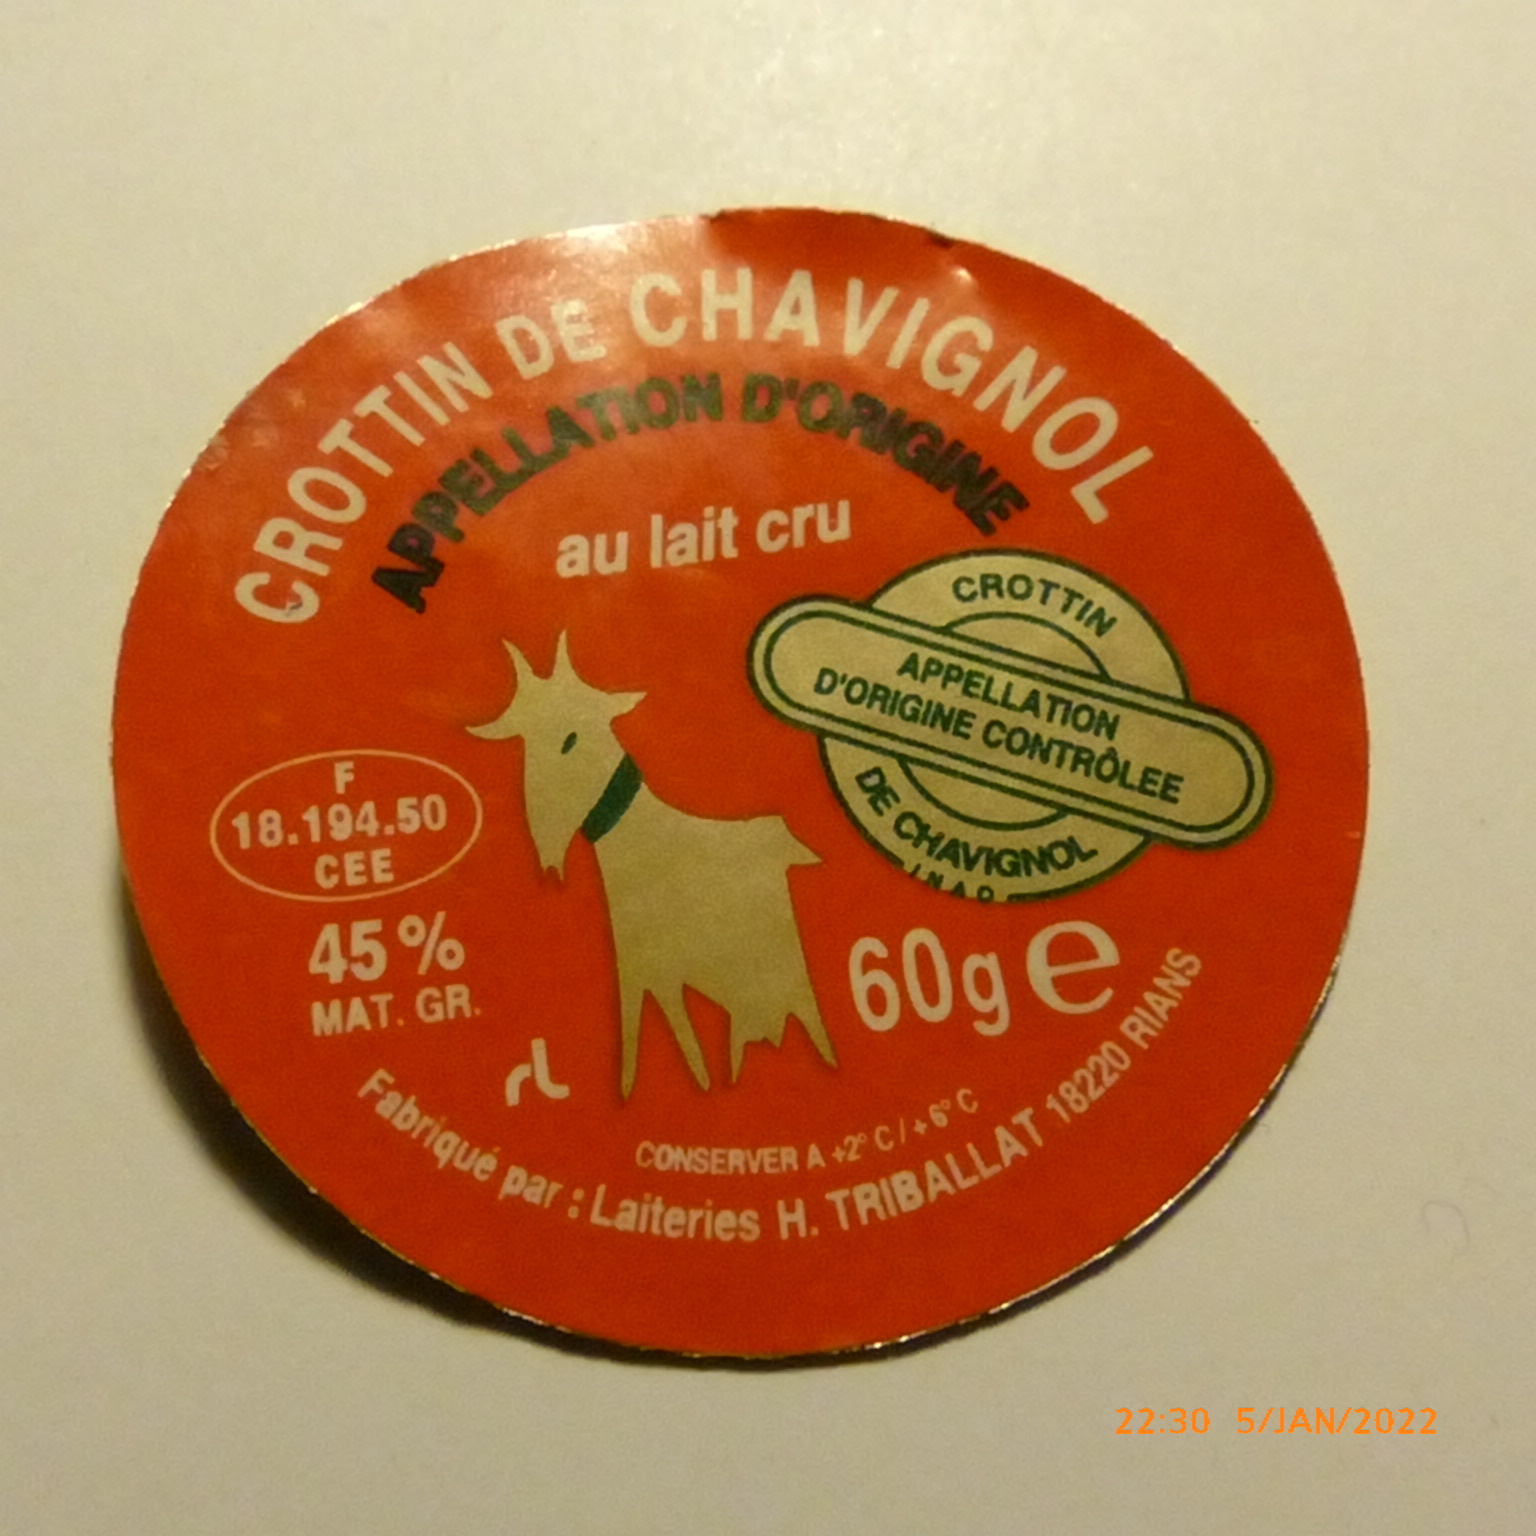 CROTTIN DE CHAVIGNOL
APPELLATION D'ORIGINE
au lait cru
CROTTIN
APPELLATION
D'ORIGINE CONTRÔLEE
DE CHAVIGNOL
I N A O
F
18.194.50
CEE
45 %
MAT. GR.
60g e
rL
CONSERVER A +2° C / + 6° C
Fabriqué par : Laiteries H. TRIBALLAT 18220 RIANS
22:30 5/JAN/2022